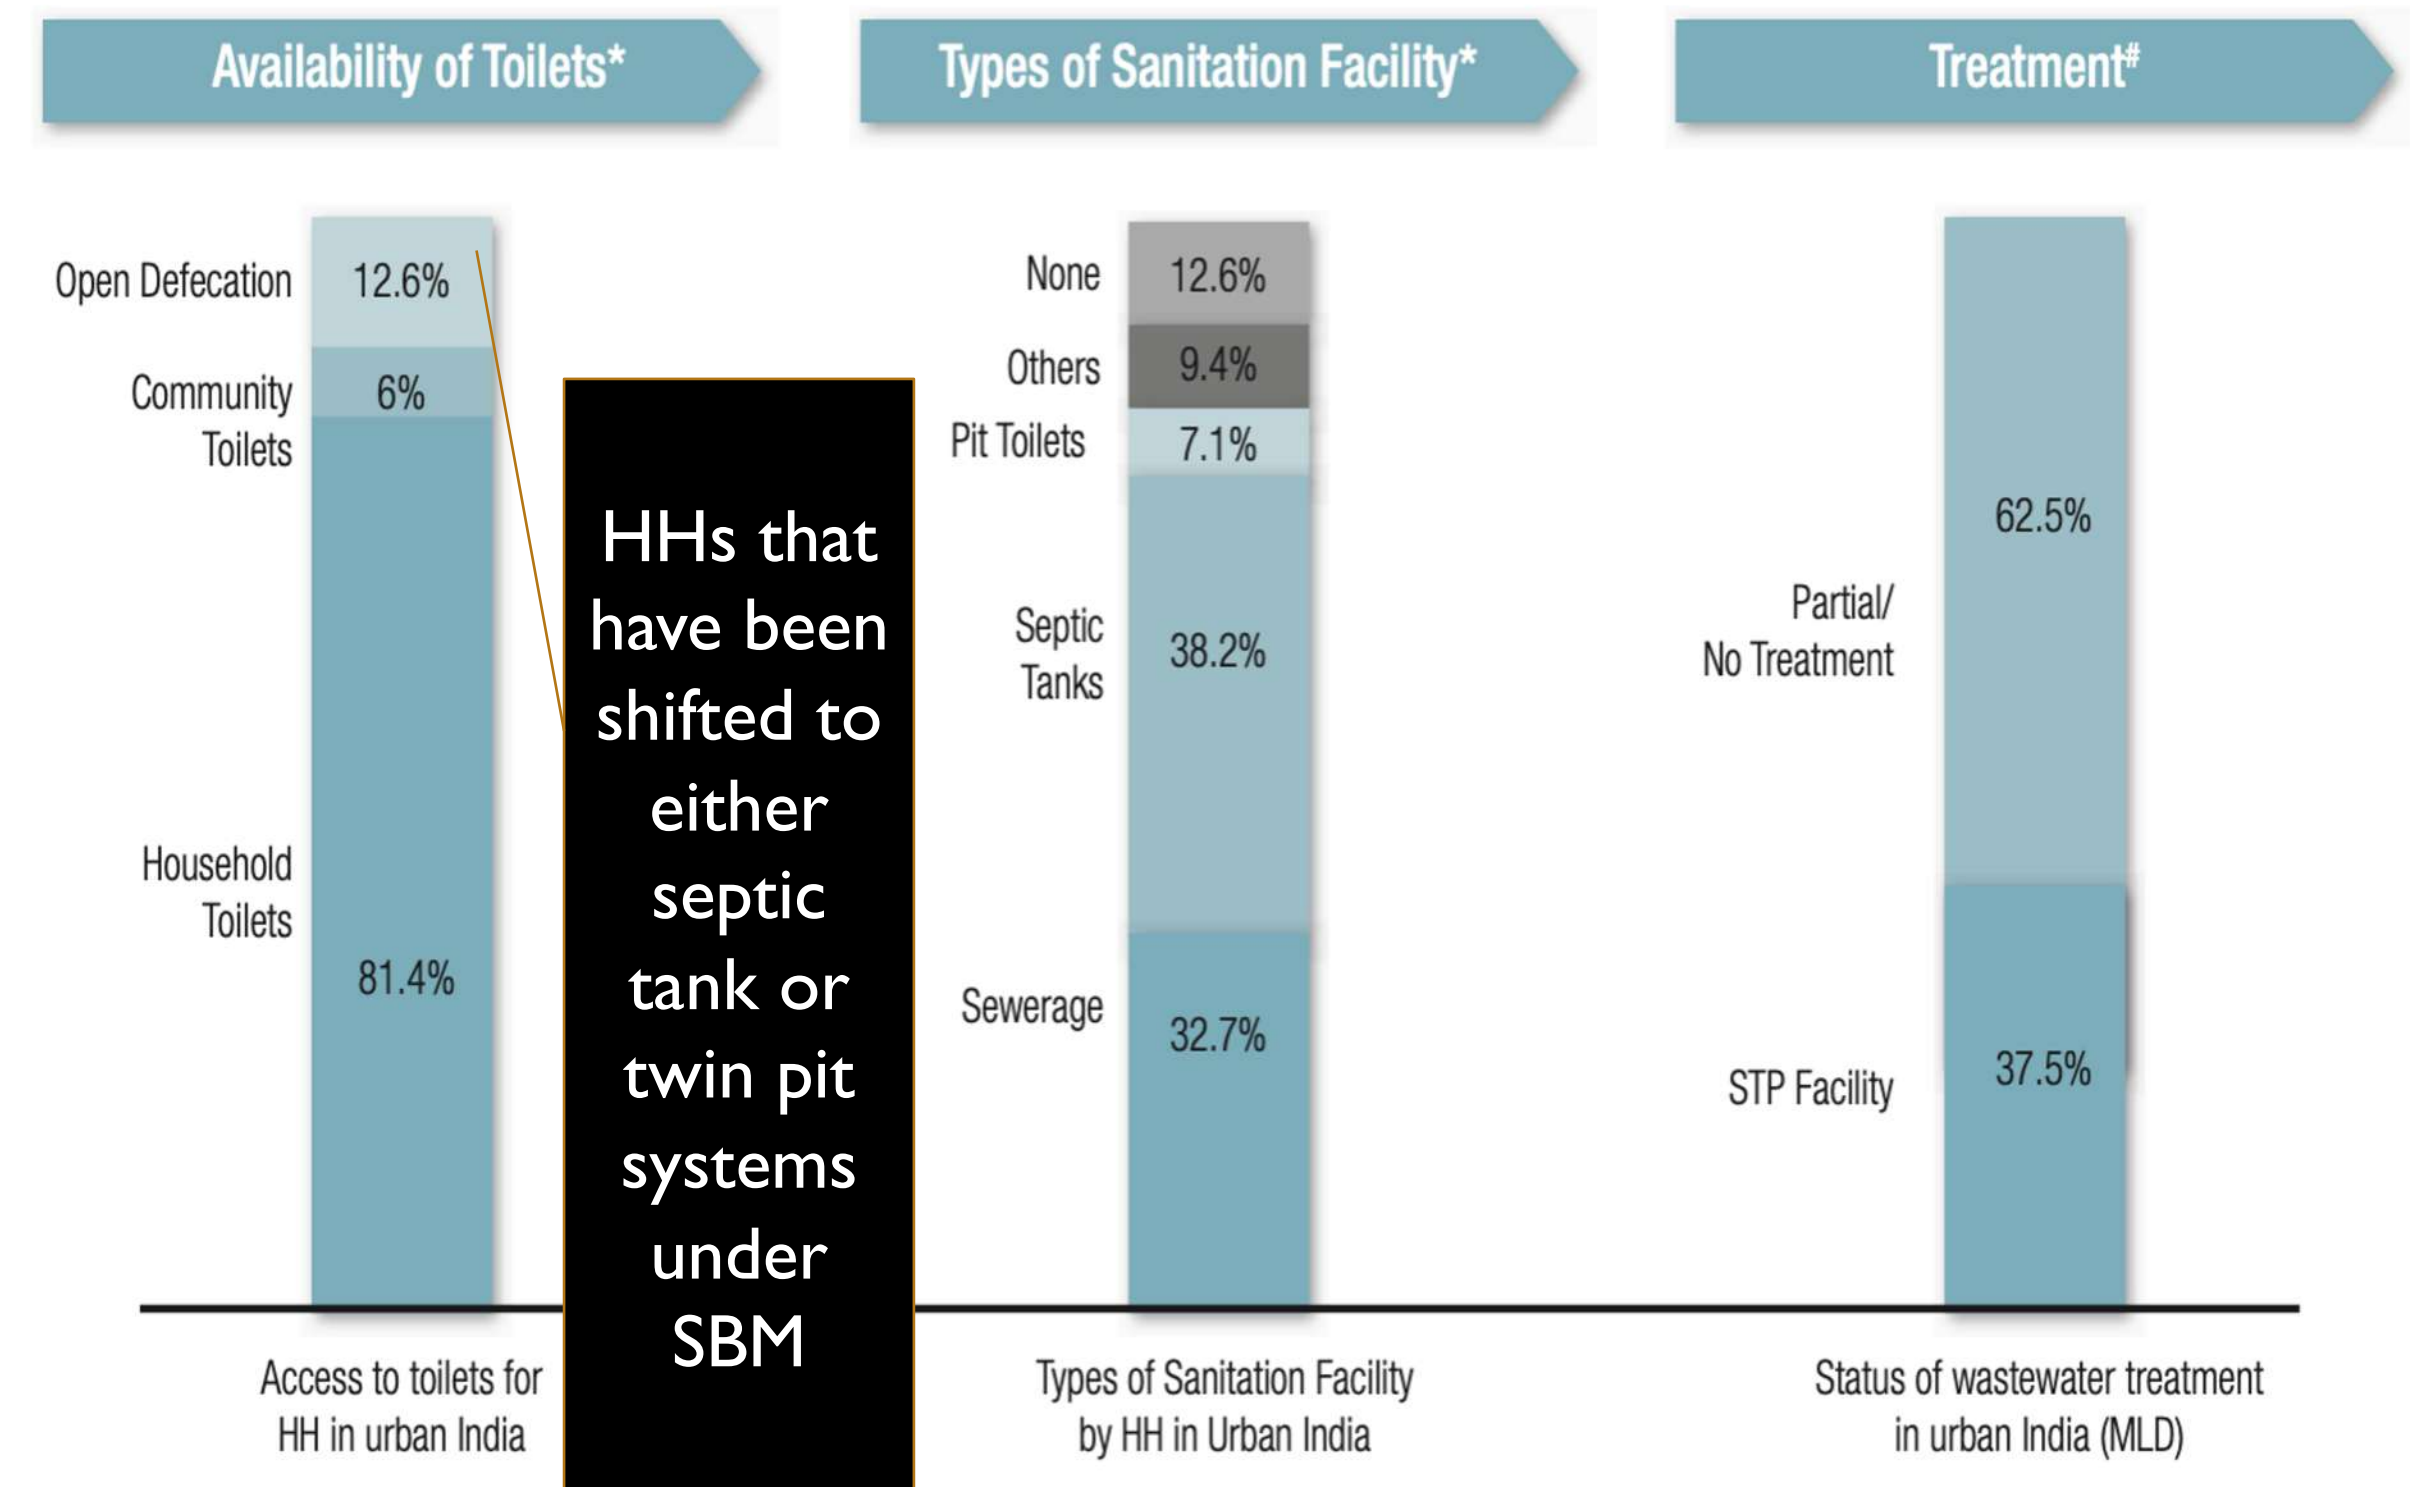 Availability of Toilets*
Types of Sanitation Facility*
Treatment#
Open Defecation
12.6%
Community
Toilets
6%
Household
Toilets
81.4%
Access to toilets for
HH in urban India
HHs that
have been
shifted to
either
septic
tank or
twin pit
systems
under
SBM
None
12.6%
Others
9.4%
Pit Toilets
7.1%
Septic
Tanks
38.2%
Sewerage
32.7%
Types of Sanitation Facility
by HH in Urban India
62.5%
Partial/
No Treatment
STP Facility
37.5%
Status of wastewater treatment
in urban India (MLD)